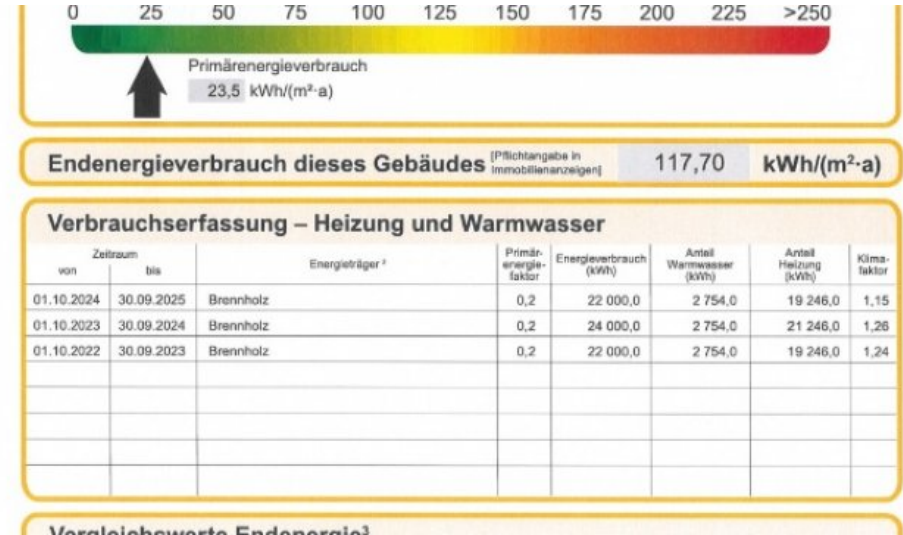 0 25 50 75 100 125 150 175 200 225 >250
Primärenergieverbrauch
23,5 kWh/(m²·a)
Endenergieverbrauch dieses Gebäudes [Pflichtangabe in Immobilienanzeigen] 117,70 kWh/(m²·a)
Verbrauchserfassung – Heizung und Warmwasser
Zeitraum
von bis Energieträger ² Primär-energie-faktor Energieverbrauch (kWh) Anteil Warmwasser (kWh) Anteil Heizung (kWh) Klima-faktor
01.10.2024 30.09.2025 Brennholz 0,2 22 000,0 2 754,0 19 246,0 1,15
01.10.2023 30.09.2024 Brennholz 0,2 24 000,0 2 754,0 21 246,0 1,26
01.10.2022 30.09.2023 Brennholz 0,2 22 000,0 2 754,0 19 246,0 1,24
Vergleichswerte Endenergie³